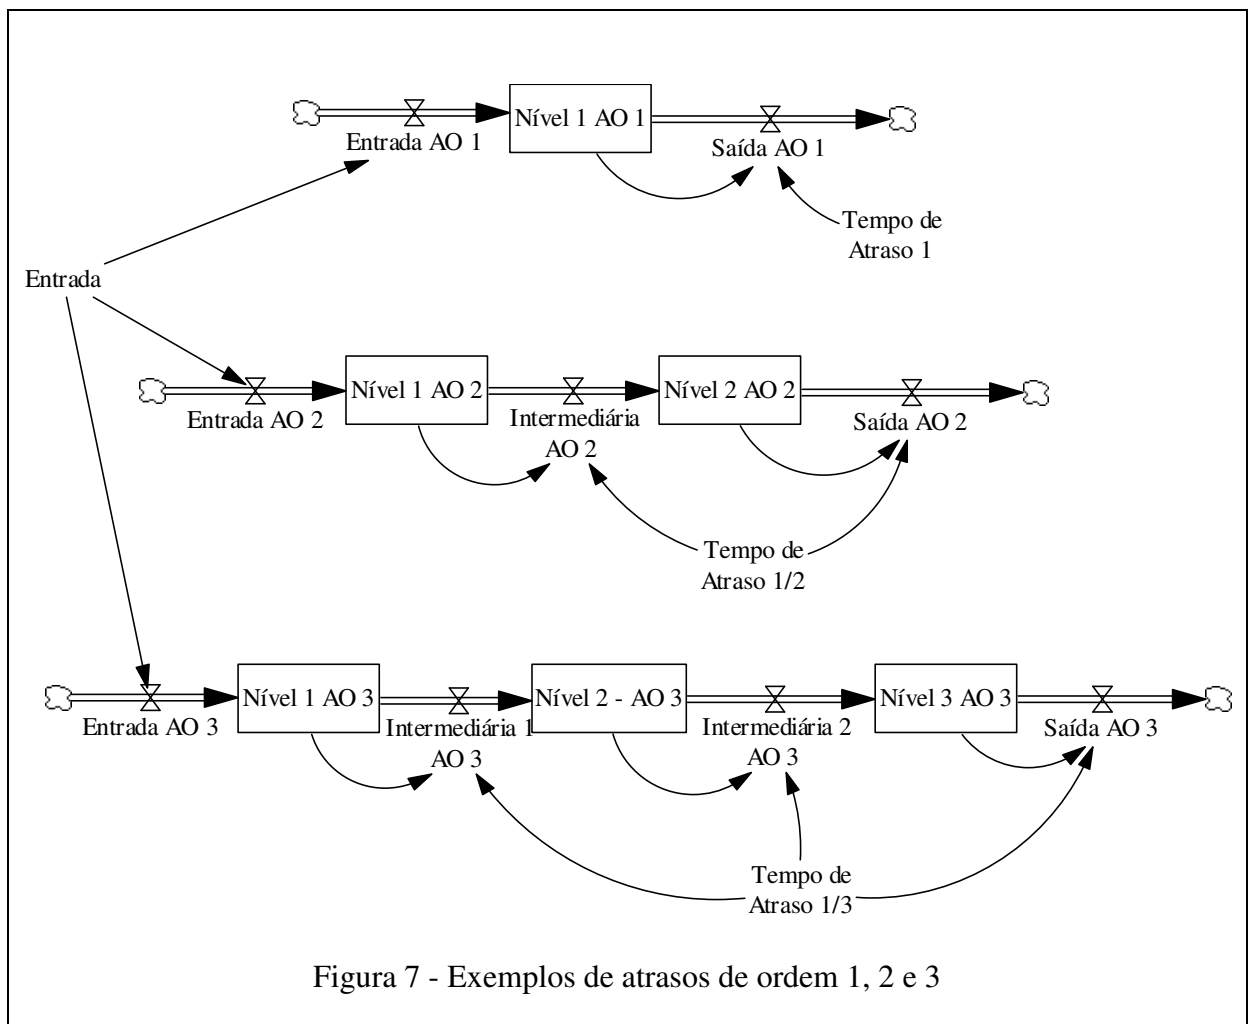 Nível 1 AO 1
Entrada AO 1
Saída AO 1
Tempo de
Atraso 1
Entrada
Nível 1 AO 2
Nível 2 AO 2
Entrada AO 2
Intermediária
AO 2
Saída AO 2
Tempo de
Atraso 1/2
Nível 1 AO 3
Nível 2 - AO 3
Nível 3 AO 3
Entrada AO 3
Intermediária 1
AO 3
Intermediária 2
AO 3
Saída AO 3
Tempo de
Atraso 1/3
Figura 7 - Exemplos de atrasos de ordem 1, 2 e 3